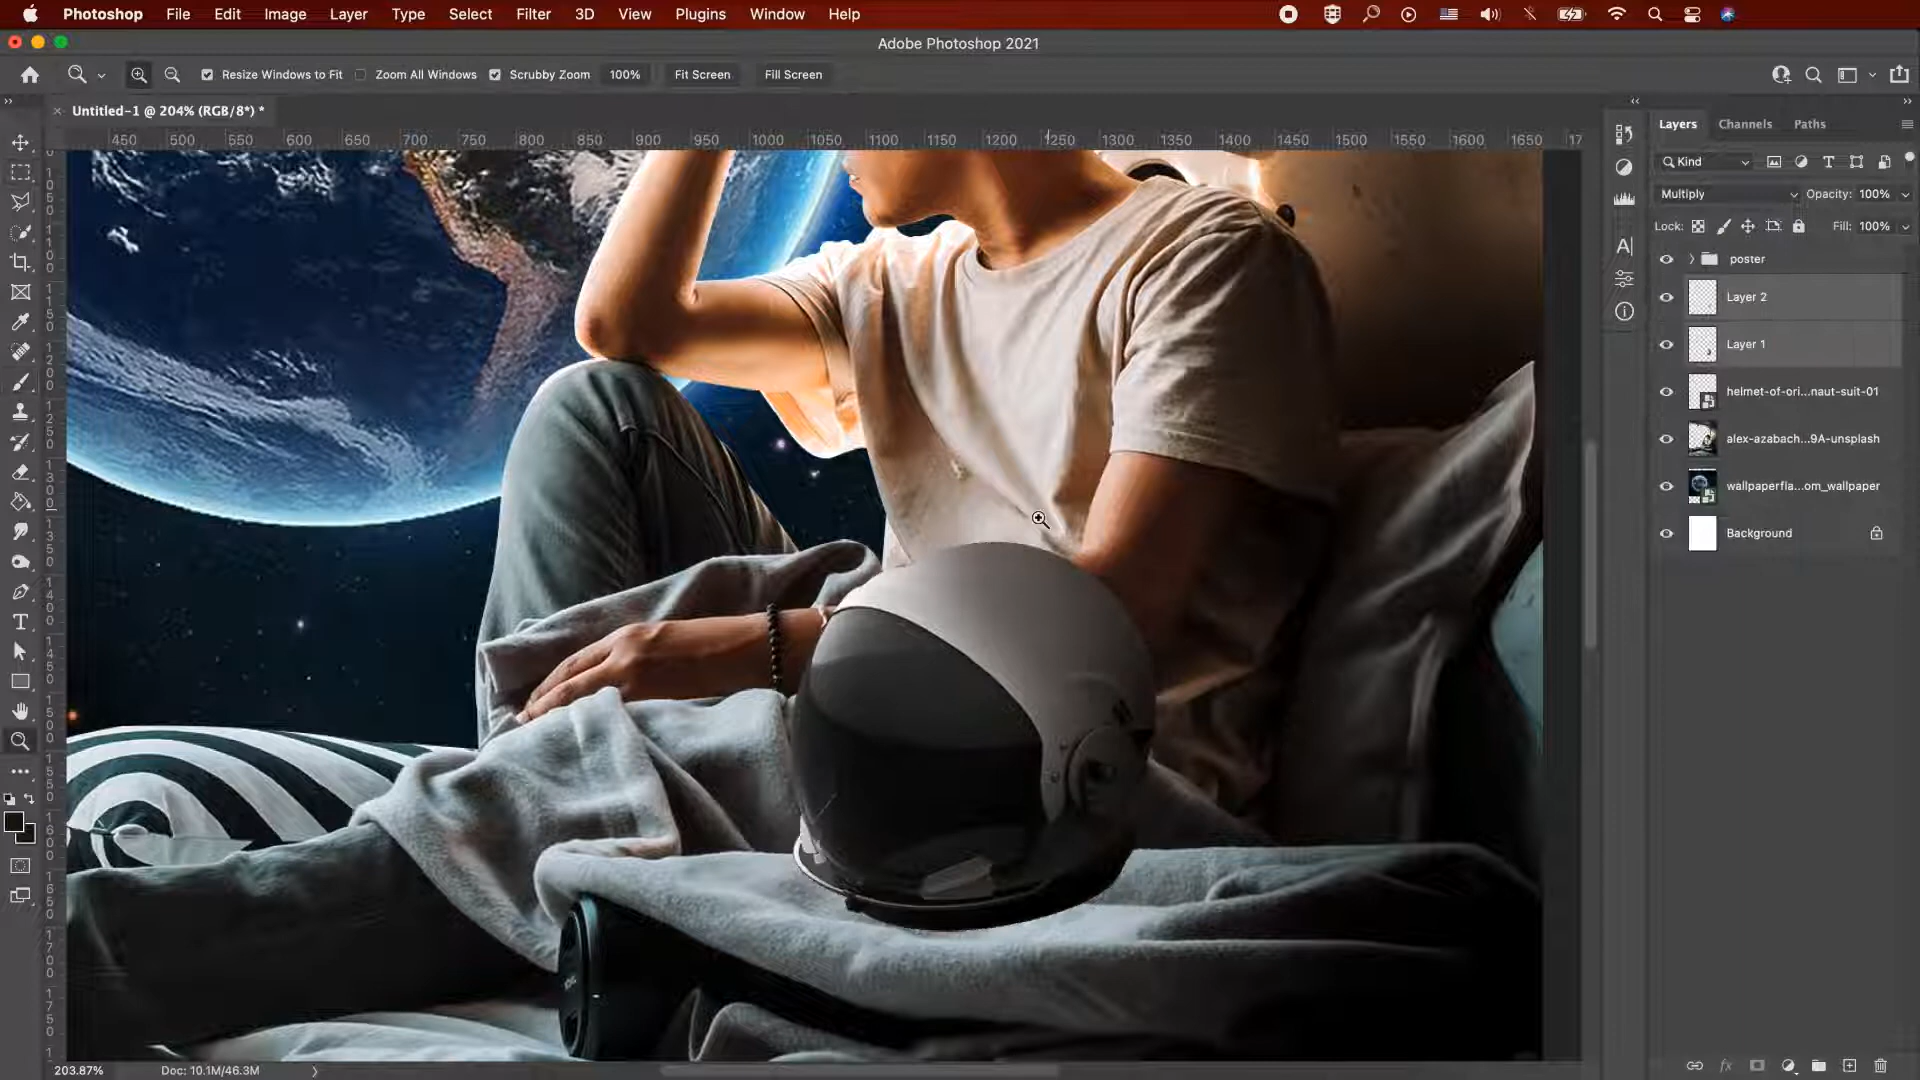 Photoshop File Edit Image Layer Type Select Filter 3D View Plugins Window Help
Adobe Photoshop 2021
Resize Windows to Fit Zoom All Windows Scrubby Zoom 100% Fit Screen Fill Screen
Untitled-1 @ 204% (RGB/8*) *
450 500 550 600 650 700 750 800 850 900 950 1000 1050 1100 1150 1200 1250 1300 1350 1400 1450 1500 1550 1600 1650 17
Layers Channels Paths
Kind
Multiply Opacity: 100%
Lock: Fill: 100%
poster
Layer 2
Layer 1
helmet-of-ori...naut-suit-01
alex-azabach...9A-unsplash
wallpaperfla...om_wallpaper
Background
203.87% Doc: 10.1M/46.3M